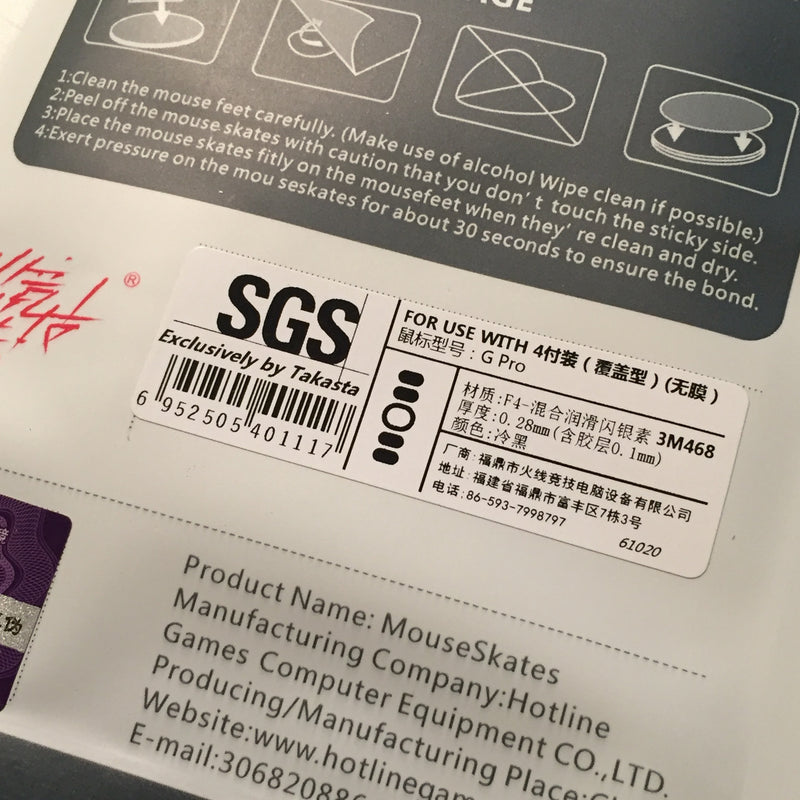 1:Clean the mouse feet carefully. (Make use of alcohol Wipe clean if possible.)
2:Peel off the mouse skates with caution that you don't touch the sticky side.
3:Place the mouse skates fitly on the mousefeet when they're clean and dry.
4:Exert pressure on the mou seskates for about 30 seconds to ensure the bond.
®
SGS
Exclusively by Takasta
6 952505 401117
FOR USE WITH 4付装（覆盖型）(无膜）
鼠标型号：G Pro
材质:F4-混合润滑闪银素 3M468
厚度:0.28mm(含胶层0.1mm)
颜色:冷黑
厂商:福鼎市火线竞技电脑设备有限公司
地址:福建省福鼎市富丰区7栋3号
电话:86-593-7998797
61020
Product Name: MouseSkates
Manufacturing Company:Hotline
Games Computer Equipment CO.,LTD.
Producing/Manufacturing Place:
Website:www.hotlinegam
E-mail:30682088